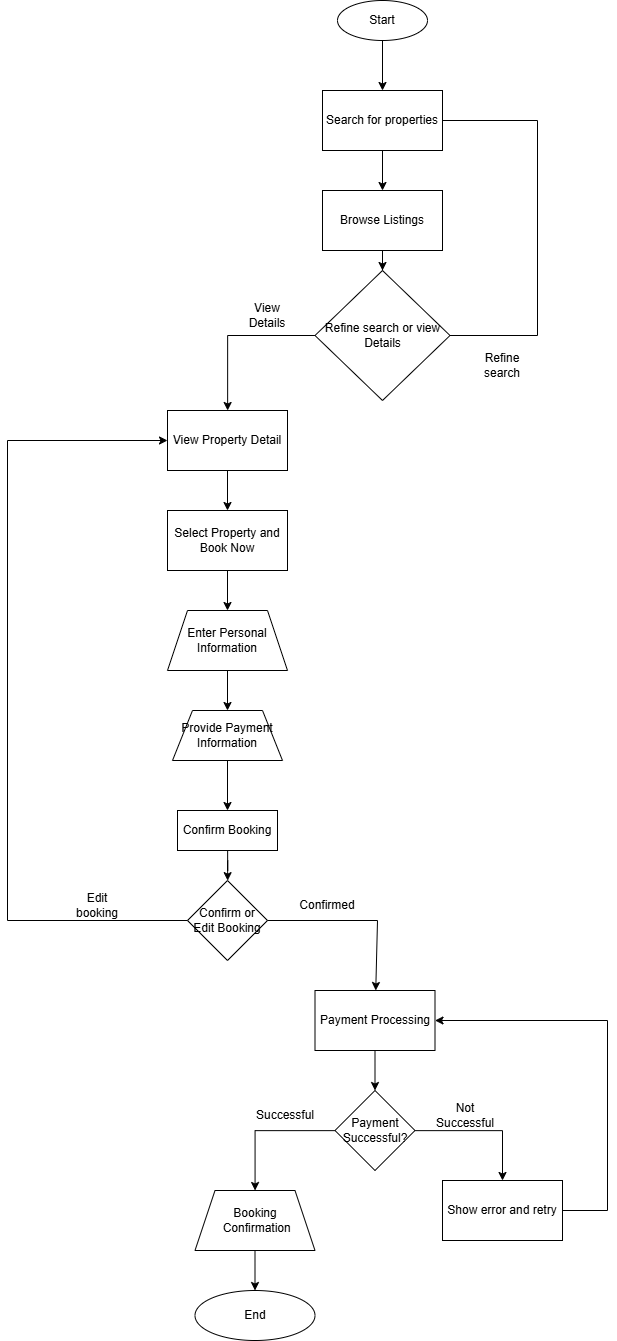 Start
Search for properties
Browse Listings
View
Details
Refine search or view
Details
Refine
search
View Property Detail
Select Property and
Book Now
Enter Personal
Information
Provide Payment
Information
Confirm Booking
Edit
booking
Confirm or
Edit Booking
Confirmed
Payment Processing
Successful
Payment
Successful?
Not
Successful
Booking
Confirmation
Show error and retry
End